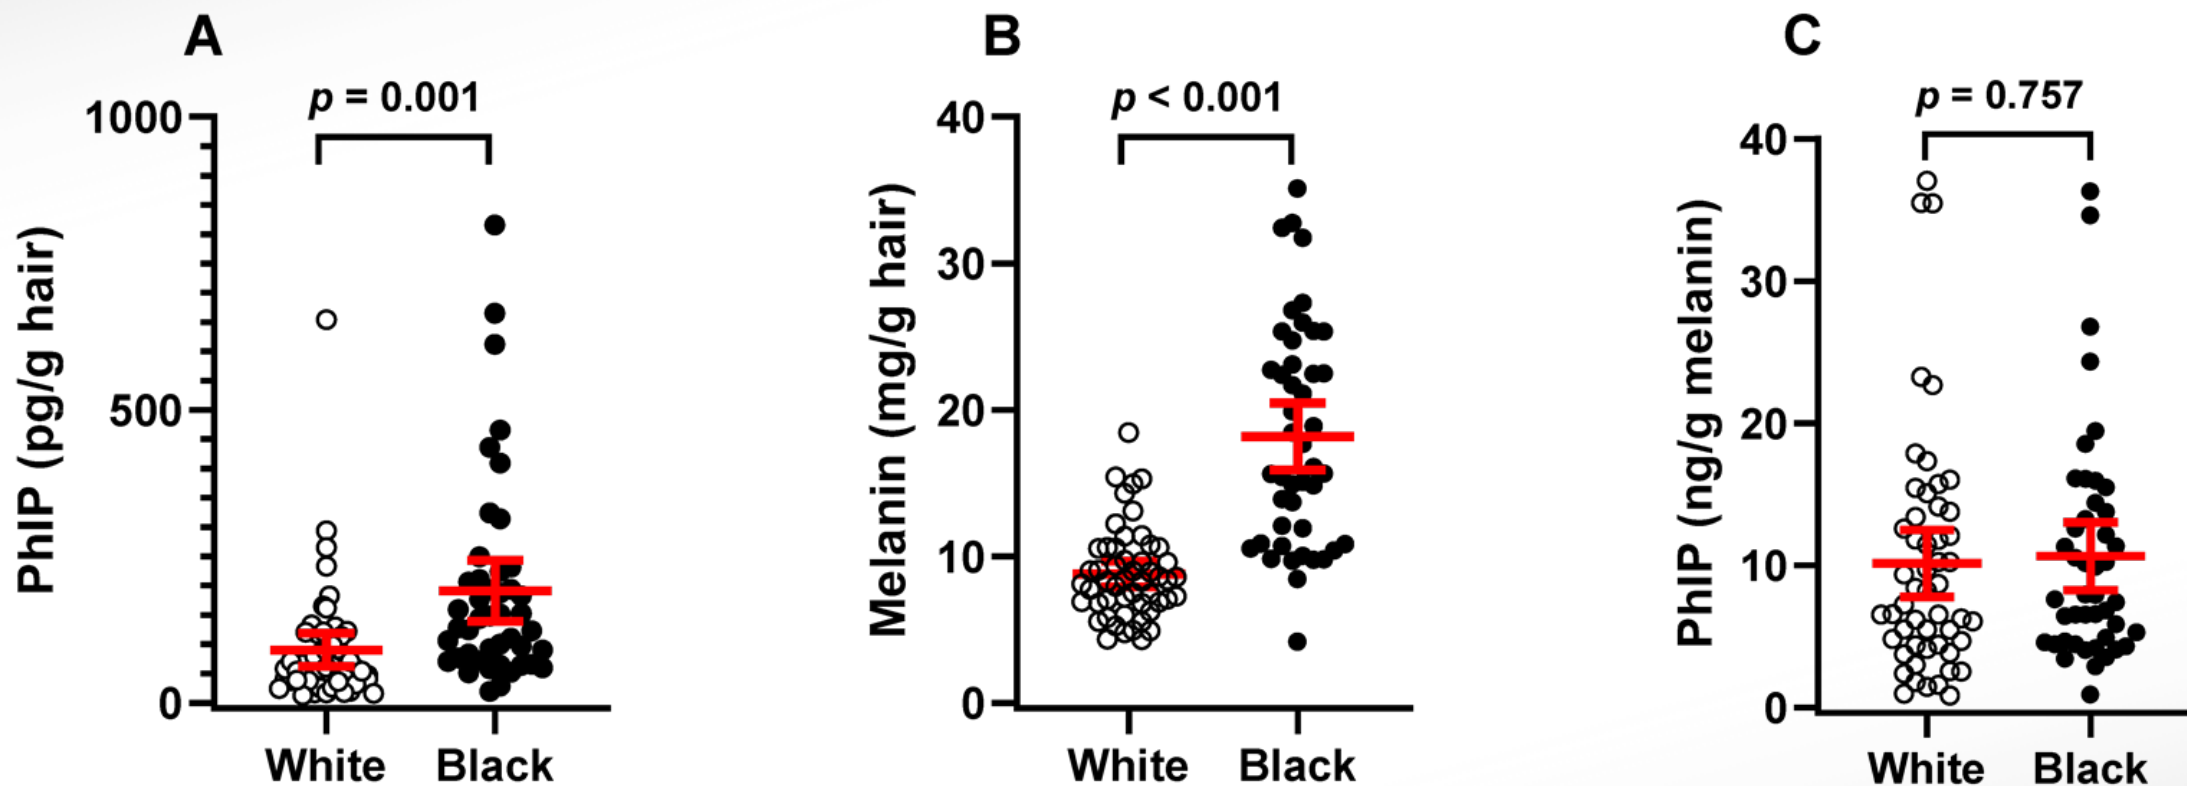 A
p = 0.001
PhIP (pg/g hair)
1000
500
0
White
Black
B
p < 0.001
Melanin (mg/g hair)
40
30
20
10
0
White
Black
C
p = 0.757
PhIP (ng/g melanin)
40
30
20
10
0
White
Black